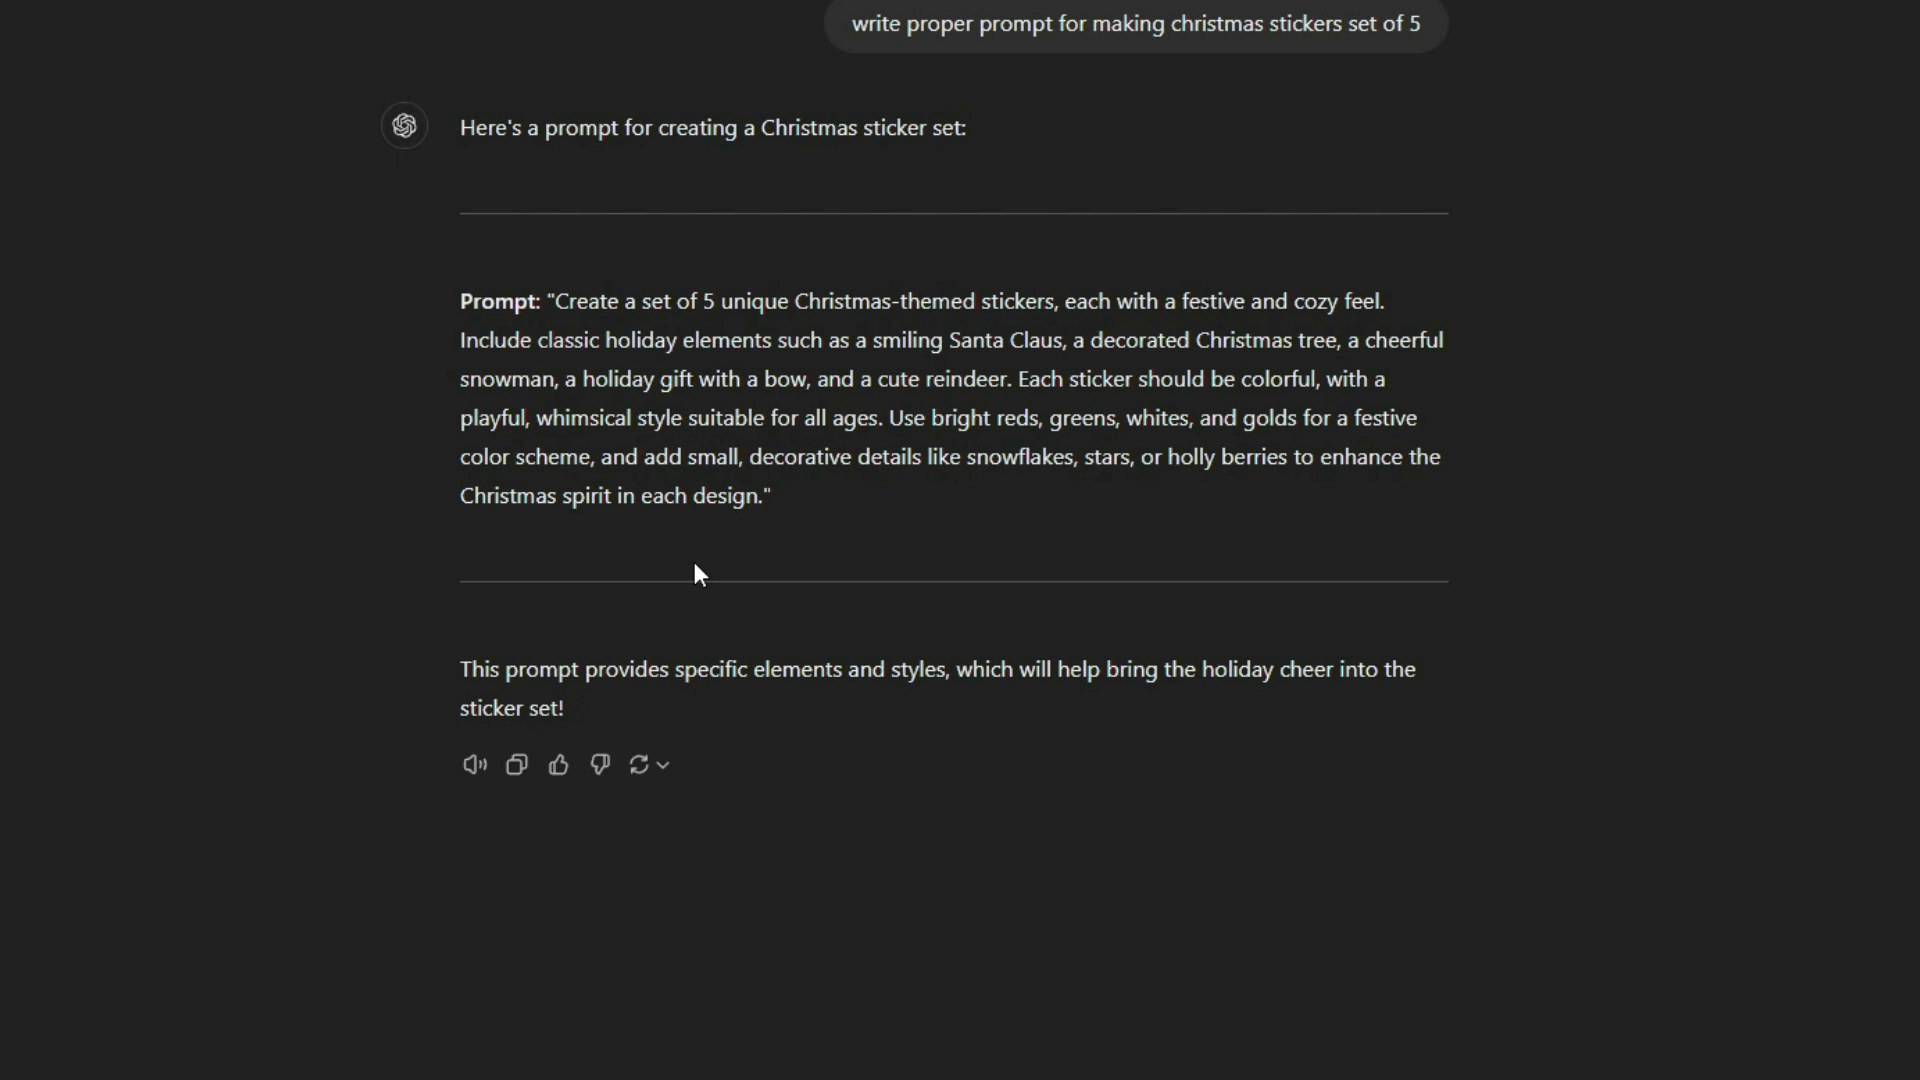 write proper prompt for making christmas stickers set of 5
Here's a prompt for creating a Christmas sticker set:
Prompt: "Create a set of 5 unique Christmas-themed stickers, each with a festive and cozy feel.
Include classic holiday elements such as a smiling Santa Claus, a decorated Christmas tree, a cheerful
snowman, a holiday gift with a bow, and a cute reindeer. Each sticker should be colorful, with a
playful, whimsical style suitable for all ages. Use bright reds, greens, whites, and golds for a festive
color scheme, and add small, decorative details like snowflakes, stars, or holly berries to enhance the
Christmas spirit in each design."
This prompt provides specific elements and styles, which will help bring the holiday cheer into the
sticker set!